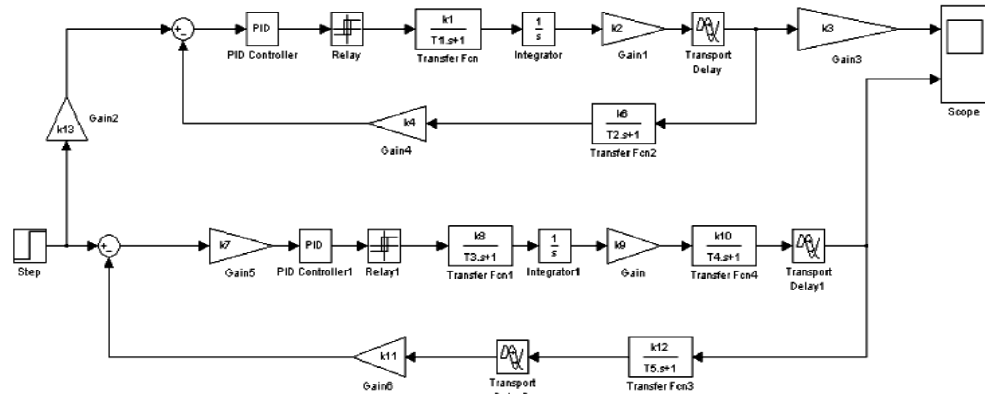 +
−
PID
PID Controller
Relay
k1
T1.s+1
Transfer Fcn
1
s
Integrator
k2
Gain1
Transport
Delay
k3
Gain3
Scope
k4
Gain4
k6
T2.s+1
Transfer Fcn2
k13
Gain2
Step
+
−
k7
Gain5
PID
PID Controller1
Relay1
k8
T3.s+1
Transfer Fcn1
1
s
Integrator1
k9
Gain
k10
T4.s+1
Transfer Fcn4
Transport
Delay1
k11
Gain6
Transport
k12
T5.s+1
Transfer Fcn3